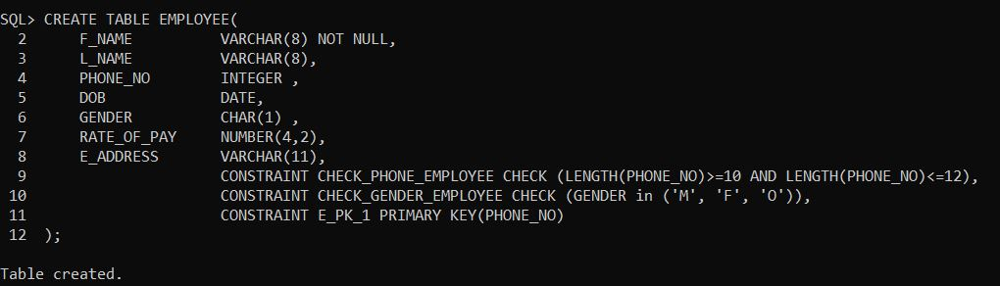 SQL> CREATE TABLE EMPLOYEE(
  2     F_NAME          VARCHAR(8) NOT NULL,
  3     L_NAME          VARCHAR(8),
  4     PHONE_NO        INTEGER ,
  5     DOB             DATE,
  6     GENDER          CHAR(1) ,
  7     RATE_OF_PAY     NUMBER(4,2),
  8     E_ADDRESS       VARCHAR(11),
  9                     CONSTRAINT CHECK_PHONE_EMPLOYEE CHECK (LENGTH(PHONE_NO)>=10 AND LENGTH(PHONE_NO)<=12),
 10                     CONSTRAINT CHECK_GENDER_EMPLOYEE CHECK (GENDER in ('M', 'F', 'O')),
 11                     CONSTRAINT E_PK_1 PRIMARY KEY(PHONE_NO)
 12  );
Table created.